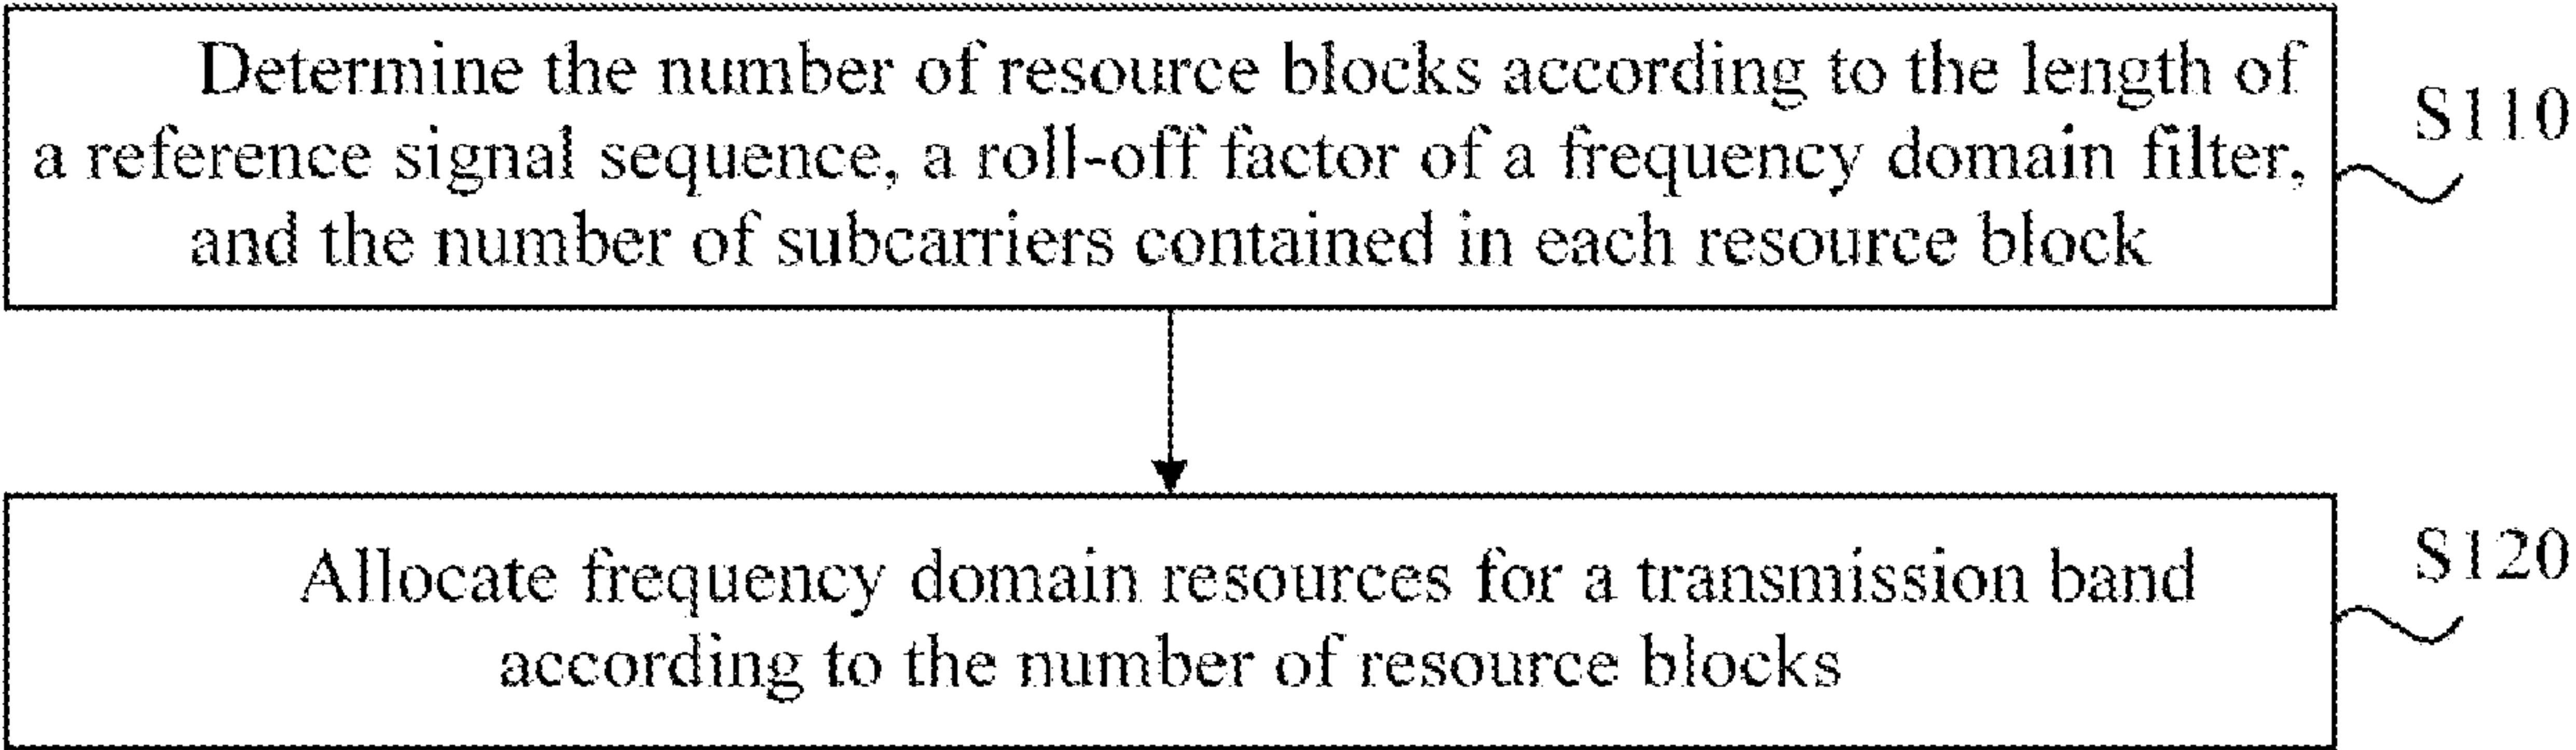 Determine the number of resource blocks according to the length of
a reference signal sequence, a roll-off factor of a frequency domain filter,
and the number of subcarriers contained in each resource block
S110
Allocate frequency domain resources for a transmission band
according to the number of resource blocks
S120